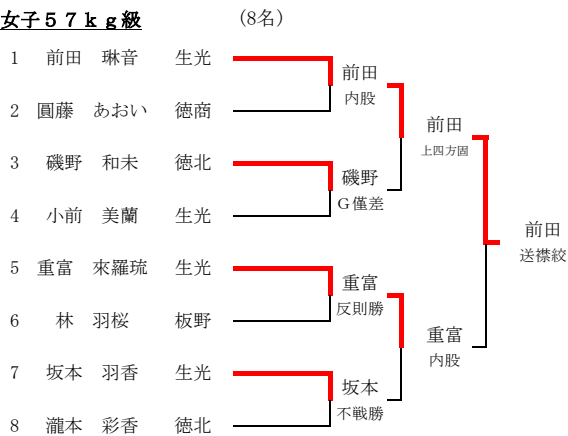 女子５７ｋｇ級 （8名）
1 前田 琳音 生光
2 圓藤 あおい 徳商
3 磯野 和未 徳北
4 小前 美蘭 生光
5 重富 來羅琉 生光
6 林 羽桜 板野
7 坂本 羽香 生光
8 瀧本 彩香 徳北
前田
内股
磯野
Ｇ僅差
重富
反則勝
坂本
不戦勝
前田
上四方固
重富
内股
前田
送襟絞